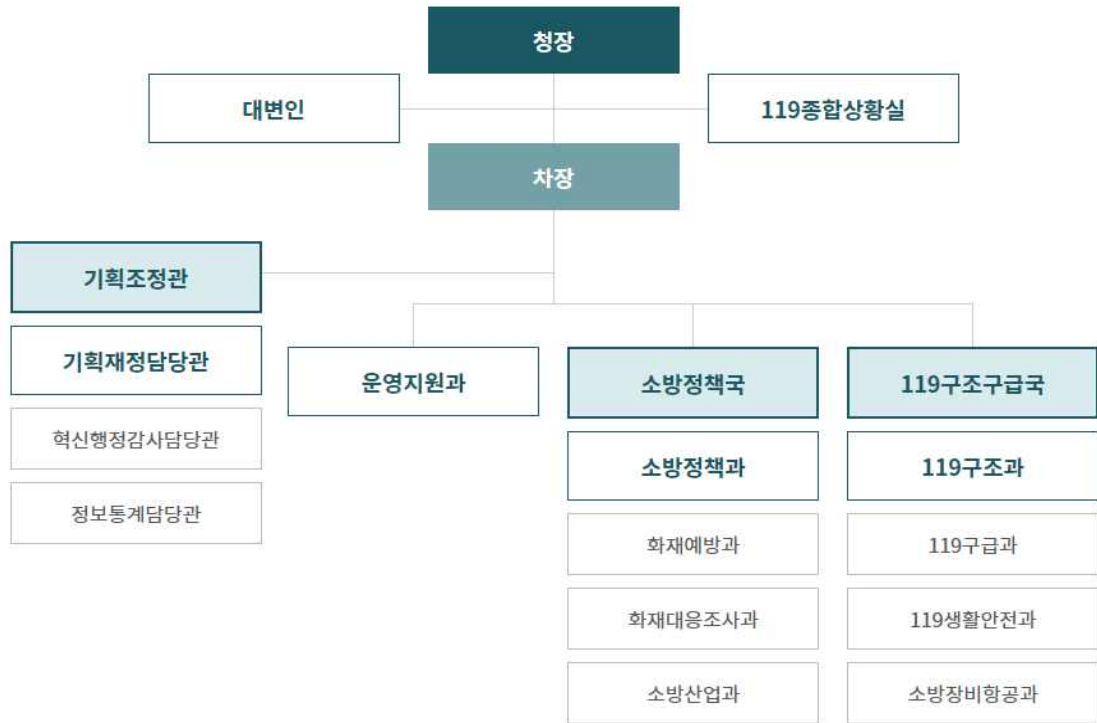 청장
대변인
119종합상황실
차장
기획조정관
기획재정담당관
혁신행정감사담당관
정보통계담당관
운영지원과
소방정책국
소방정책과
화재예방과
화재대응조사과
소방산업과
119구조구급국
119구조과
119구급과
119생활안전과
소방장비항공과